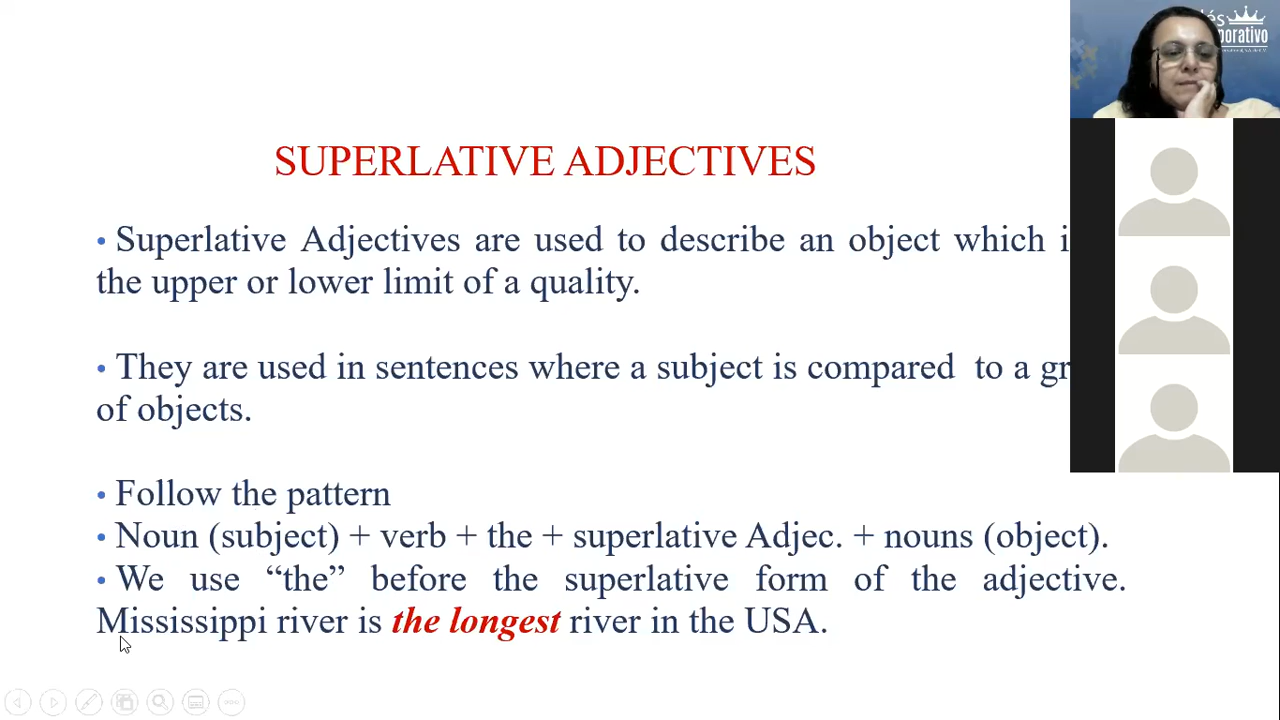 SUPERLATIVE ADJECTIVES
• Superlative Adjectives are used to describe an object which
the upper or lower limit of a quality.
• They are used in sentences where a subject is compared to a
of objects.
• Follow the pattern
• Noun (subject) + verb + the + superlative Adjec. + nouns (object).
• We use “the” before the superlative form of the adjective.
Mississippi river is the longest river in the USA.